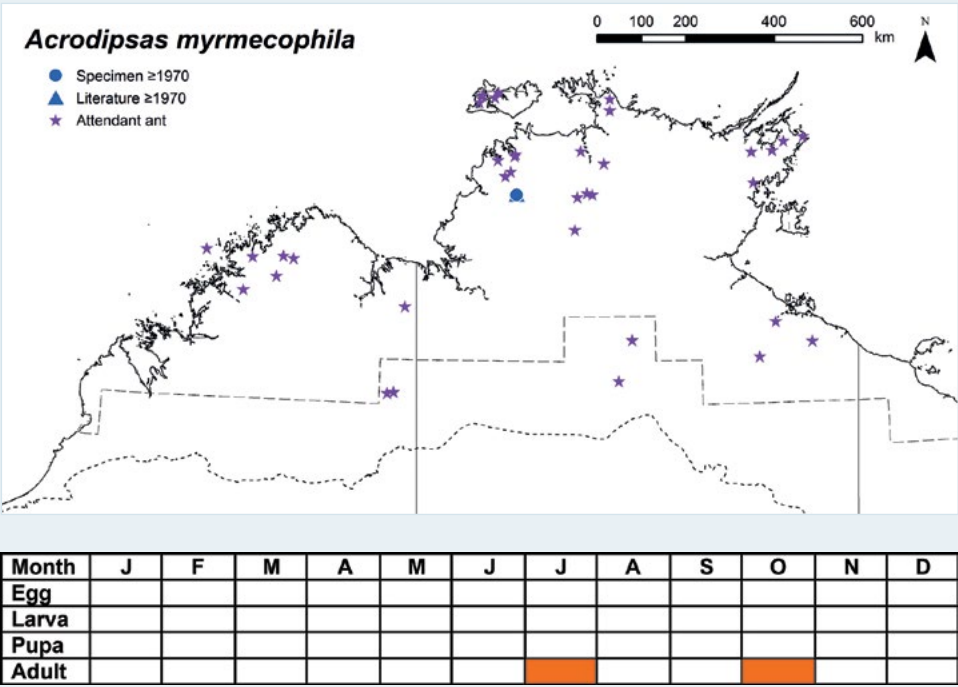 Acrodipsas myrmecophila
Specimen ≥1970
Literature ≥1970
Attendant ant
0 100 200 400 600
km
N
Month J F M A M J J A S O N D
Egg
Larva
Pupa
Adult